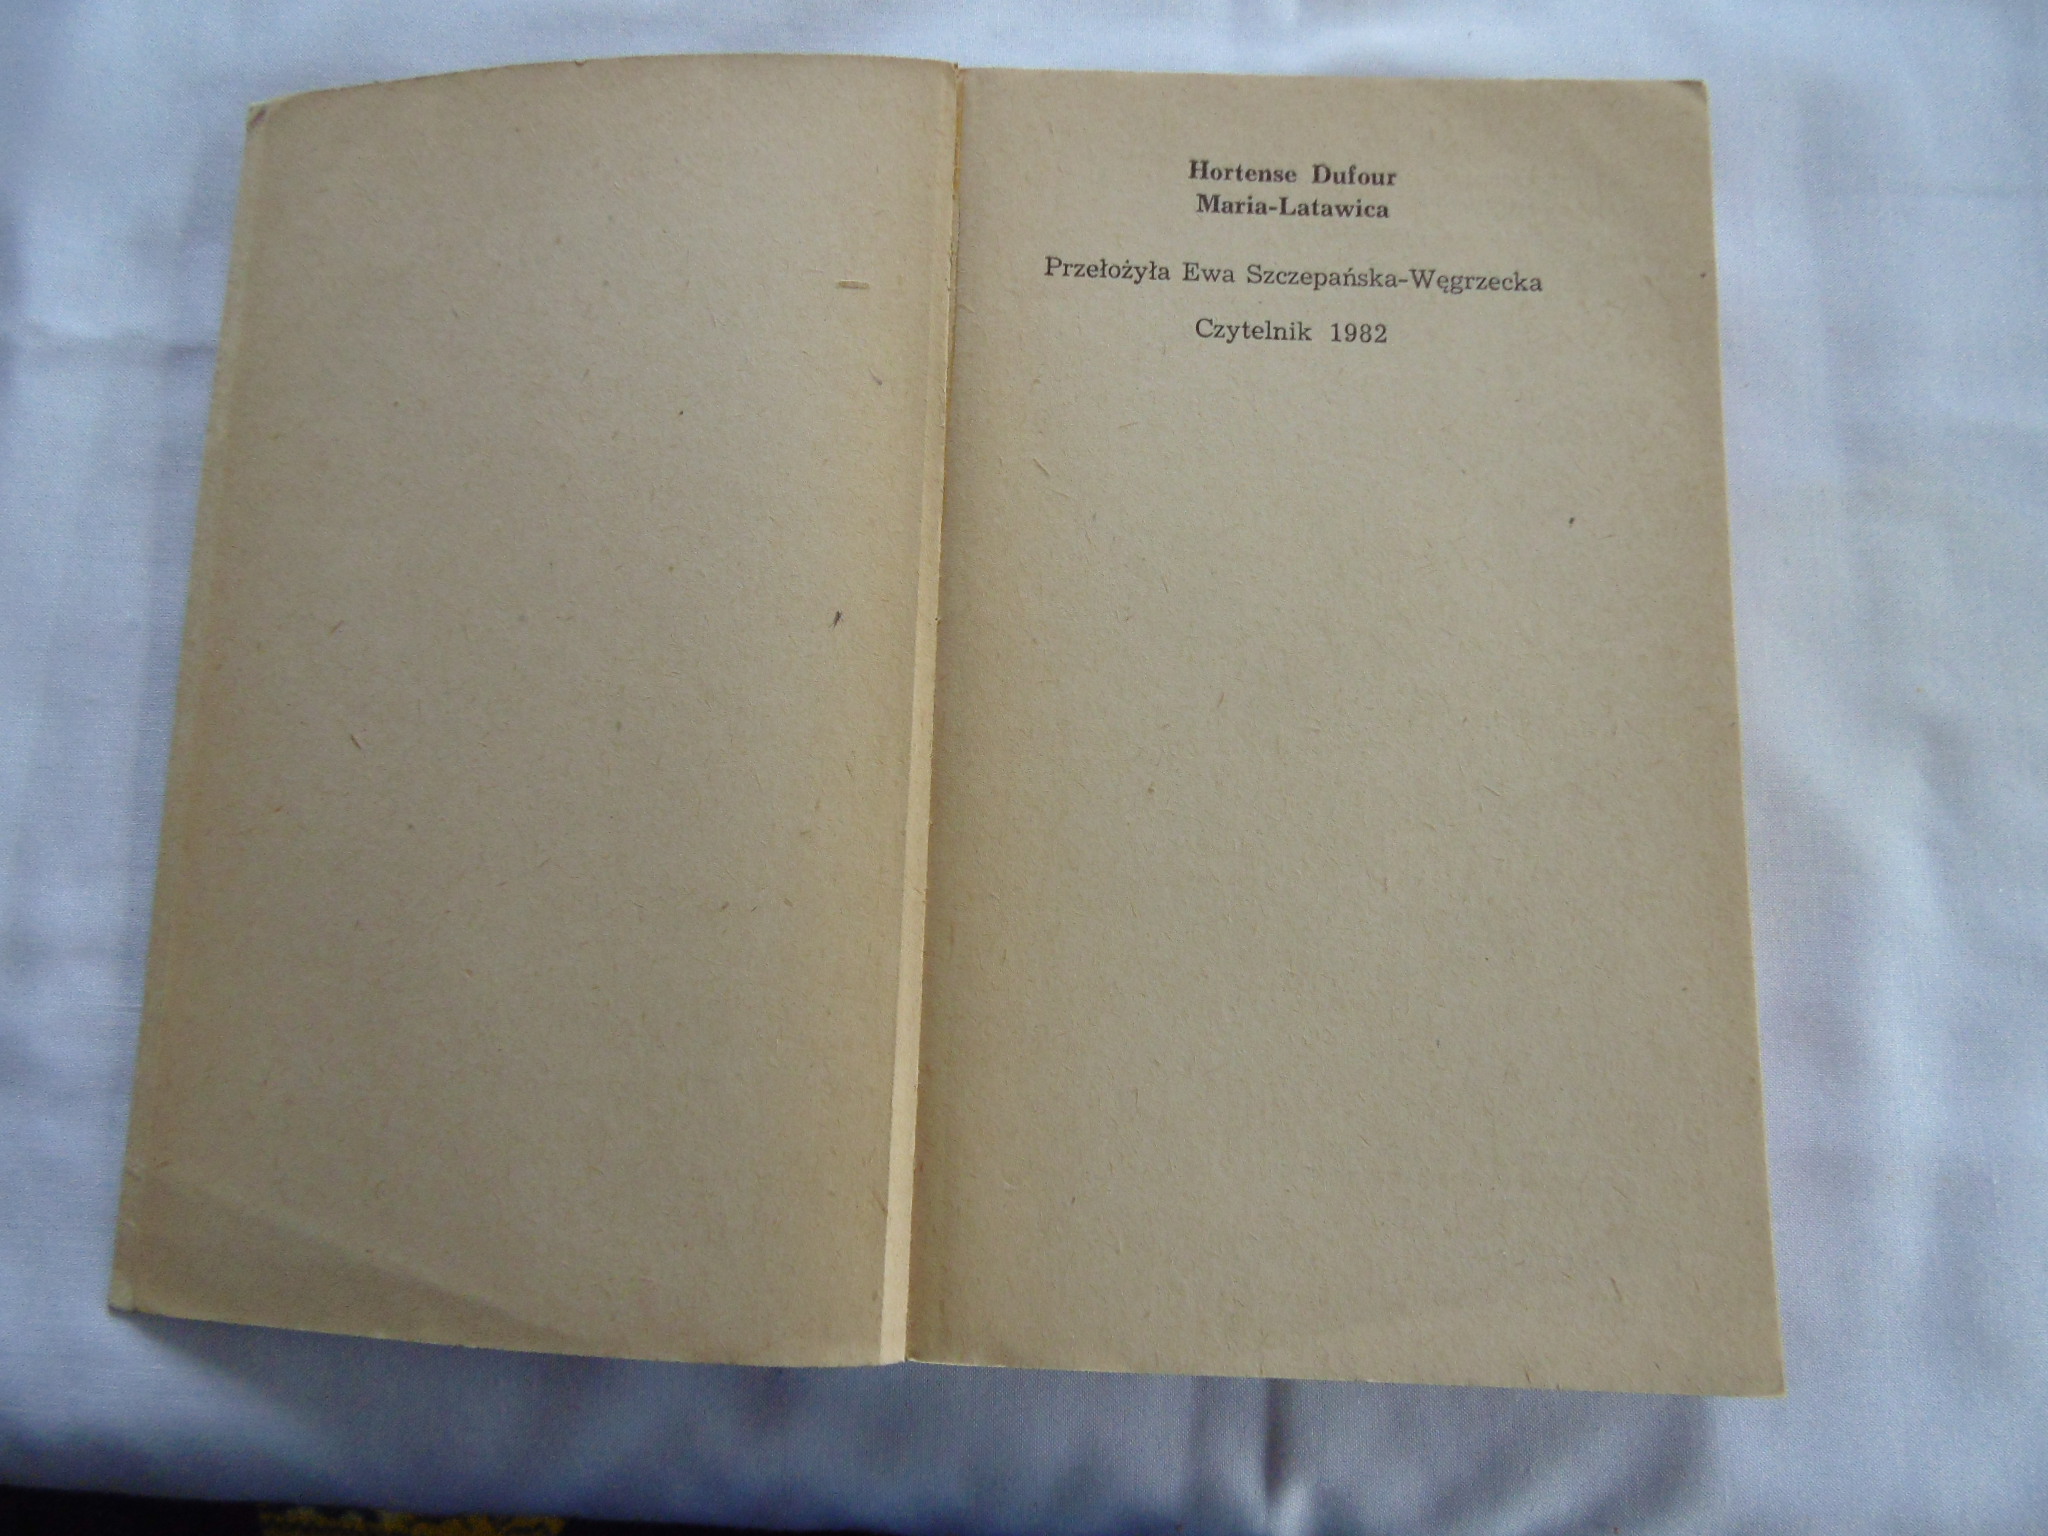 Hortense Dufour
Maria-Latawica
Przełożyła Ewa Szczepańska-Węgrzecka
Czytelnik 1982